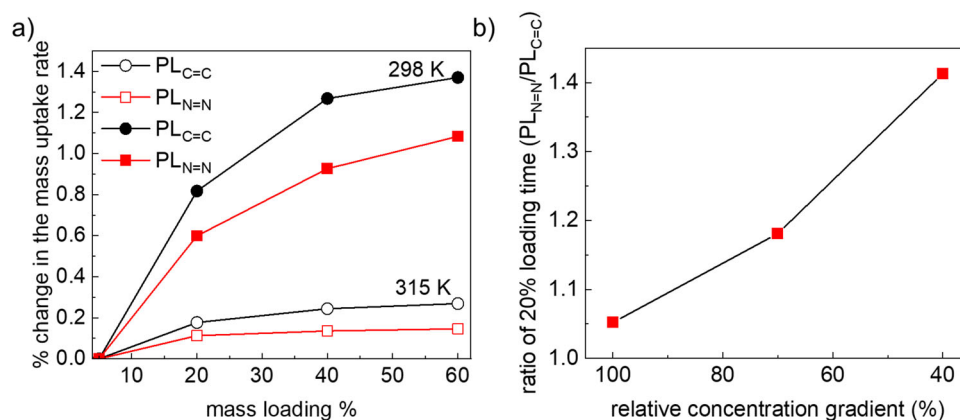 a)
% change in the mass uptake rate
1.4
1.2
1.0
0.8
0.6
0.4
0.2
0.0
PL_C=C
PL_N=N
PL_C=C
PL_N=N
298 K
315 K
10 20 30 40 50 60
mass loading %
b)
ratio of 20% loading time (PL_N=N/PL_C=C)
1.4
1.3
1.2
1.1
1.0
100 80 60 40
relative concentration gradient (%)